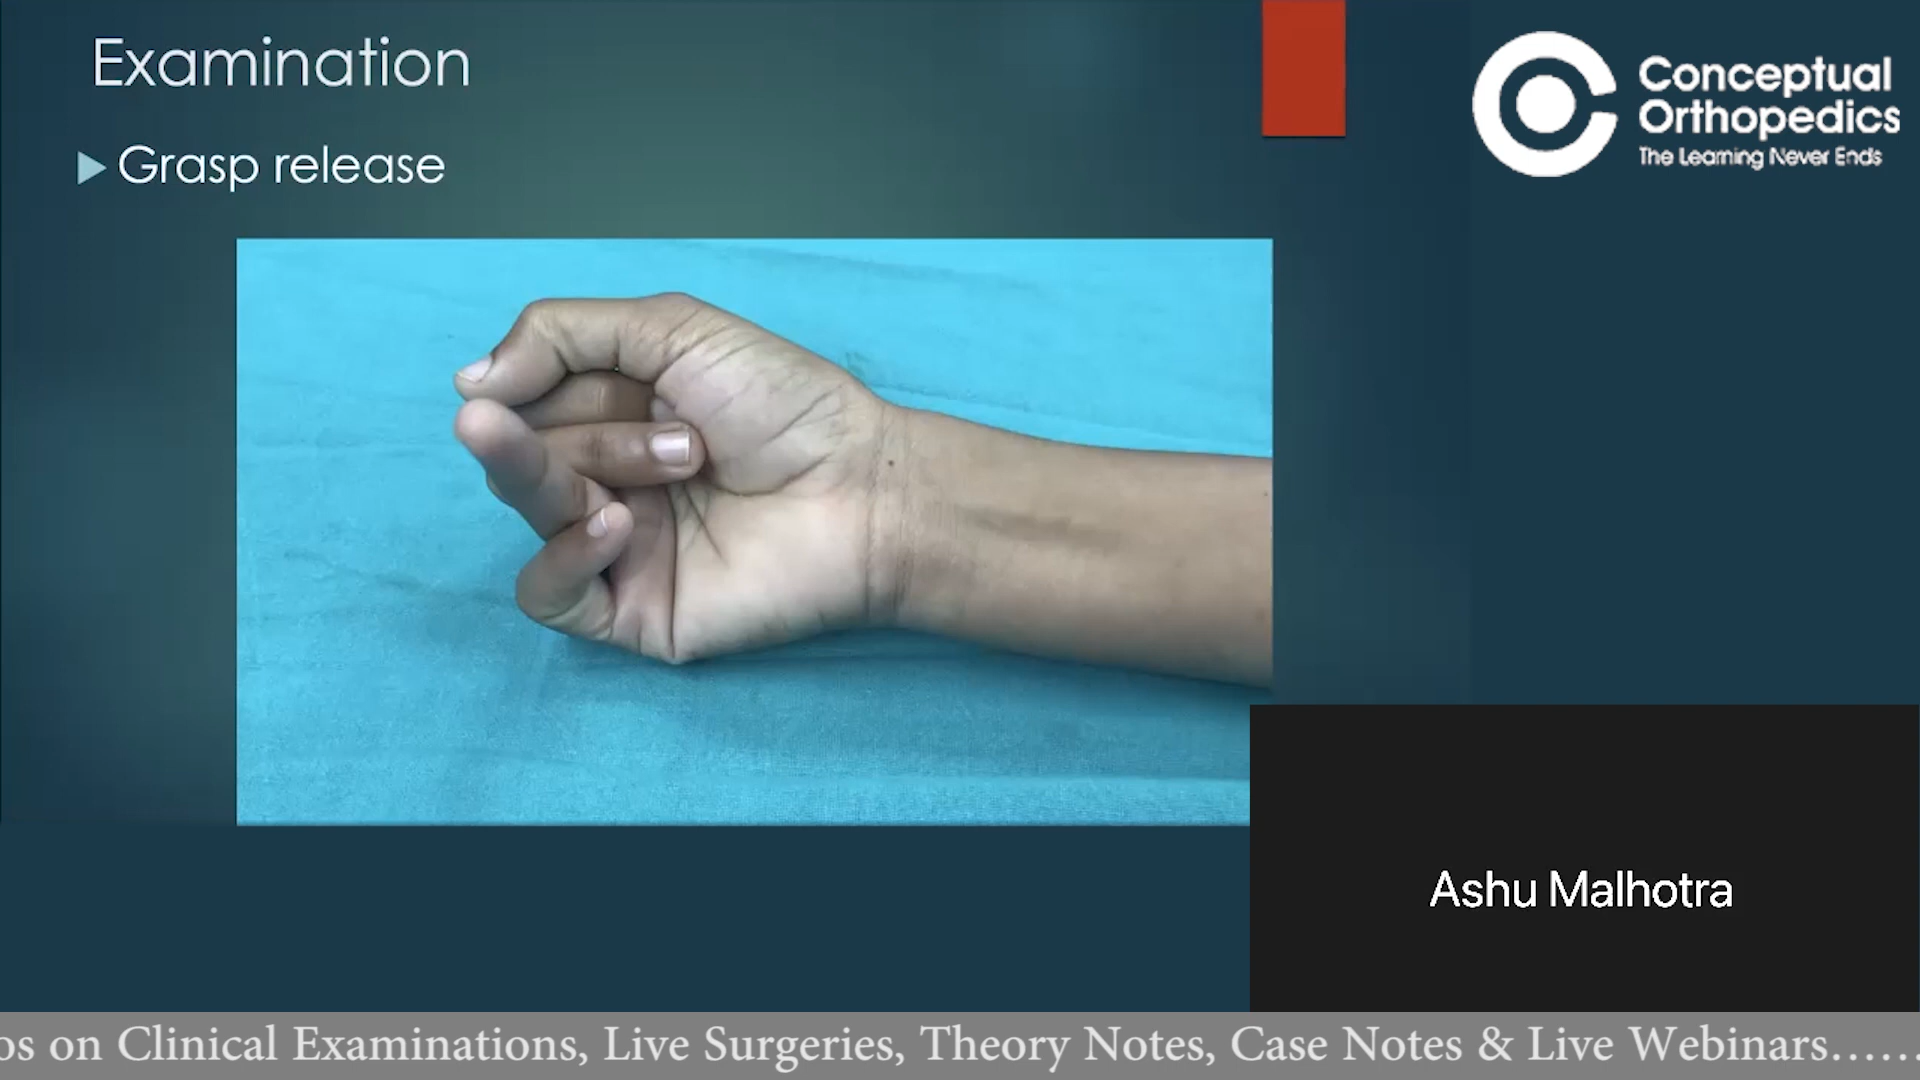 Examination
Grasp release
Conceptual
Orthopedics
The Learning Never Ends
Ashu Malhotra
on Clinical Examinations, Live Surgeries, Theory Notes, Case Notes & Live Webinars......